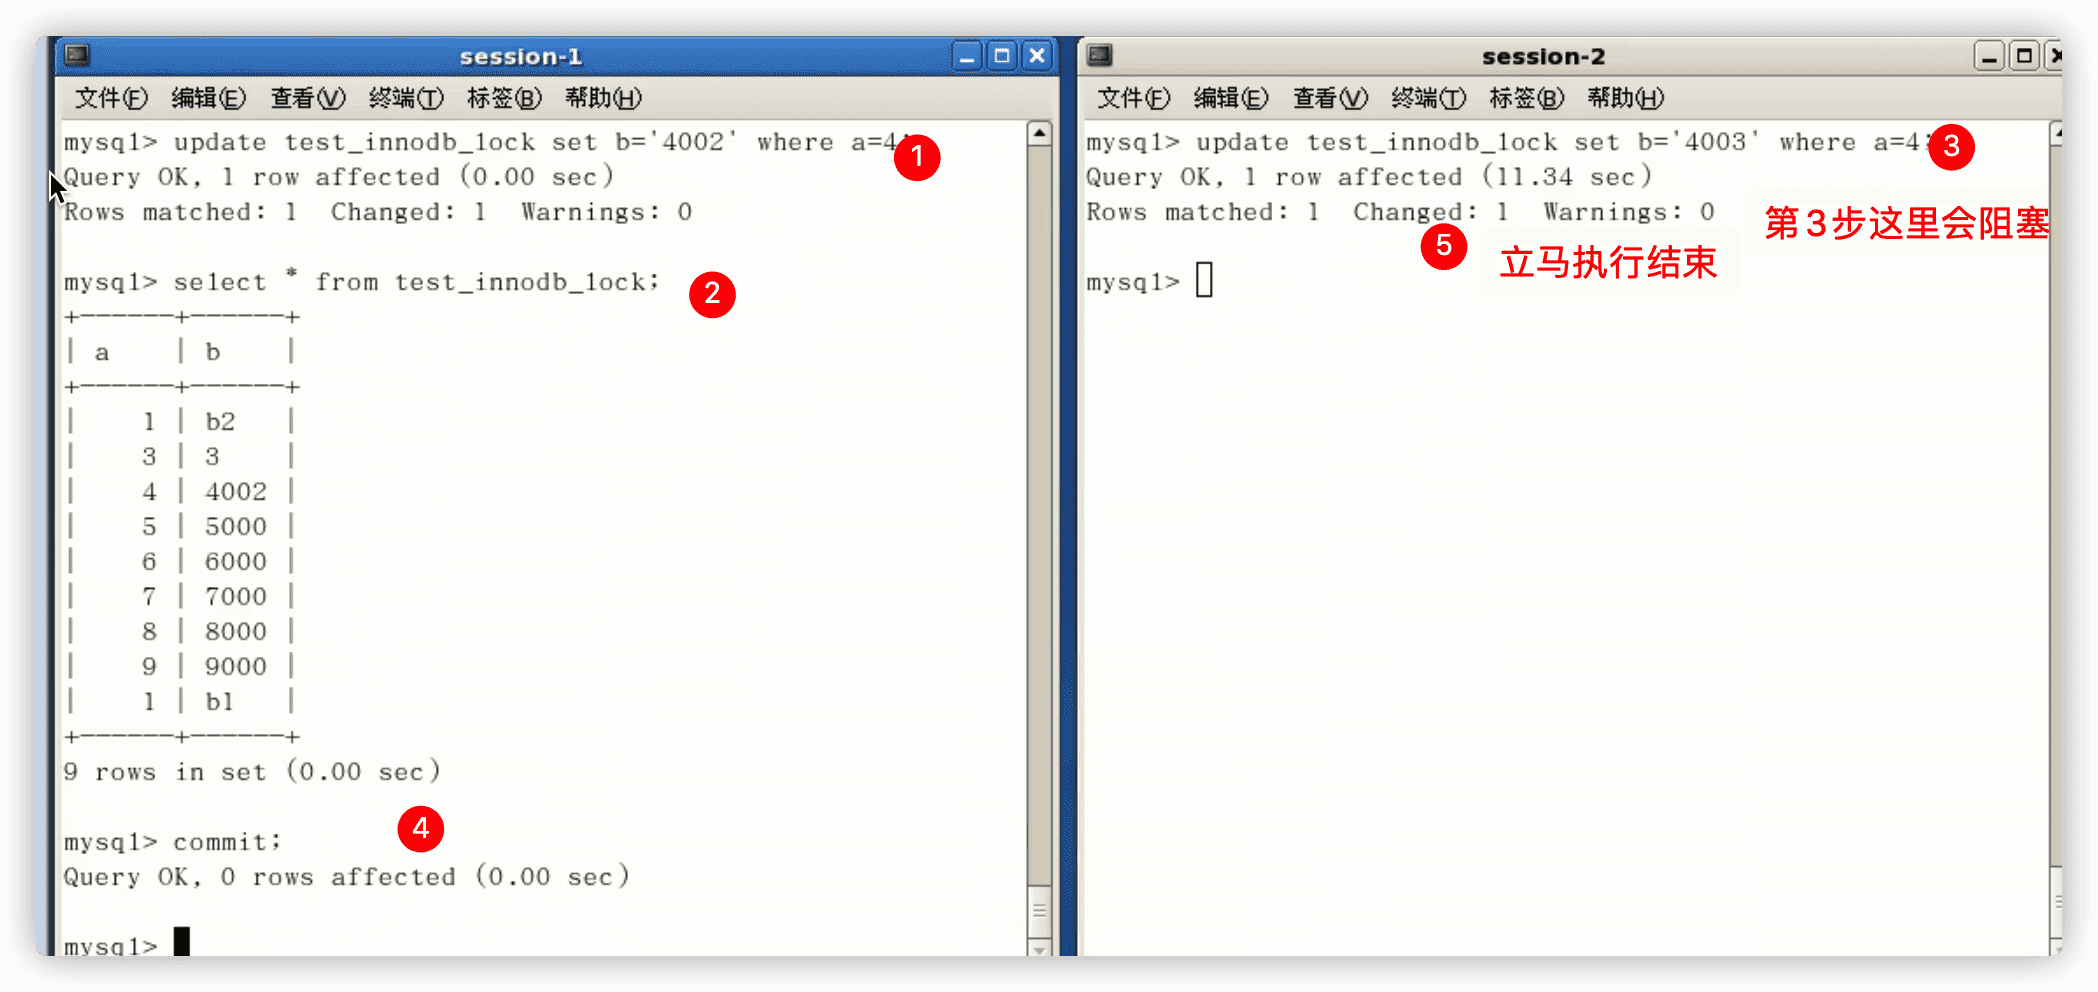 session-1
文件(F) 编辑(E) 查看(V) 终端(T) 标签(B) 帮助(H)
mysql> update test_innodb_lock set b='4002' where a=4;
1
Query OK, 1 row affected (0.00 sec)
Rows matched: 1  Changed: 1  Warnings: 0
mysql> select * from test_innodb_lock;
2
+------+------+
| a    | b    |
+------+------+
|    1 | b2   |
|    3 | 3    |
|    4 | 4002 |
|    5 | 5000 |
|    6 | 6000 |
|    7 | 7000 |
|    8 | 8000 |
|    9 | 9000 |
|    1 | b1   |
+------+------+
9 rows in set (0.00 sec)
4
mysql> commit;
Query OK, 0 rows affected (0.00 sec)
mysql>
session-2
文件(F) 编辑(E) 查看(V) 终端(T) 标签(B) 帮助(H)
mysql> update test_innodb_lock set b='4003' where a=4;
3
Query OK, 1 row affected (11.34 sec)
Rows matched: 1  Changed: 1  Warnings: 0
第3步这里会阻塞
5
立马执行结束
mysql>